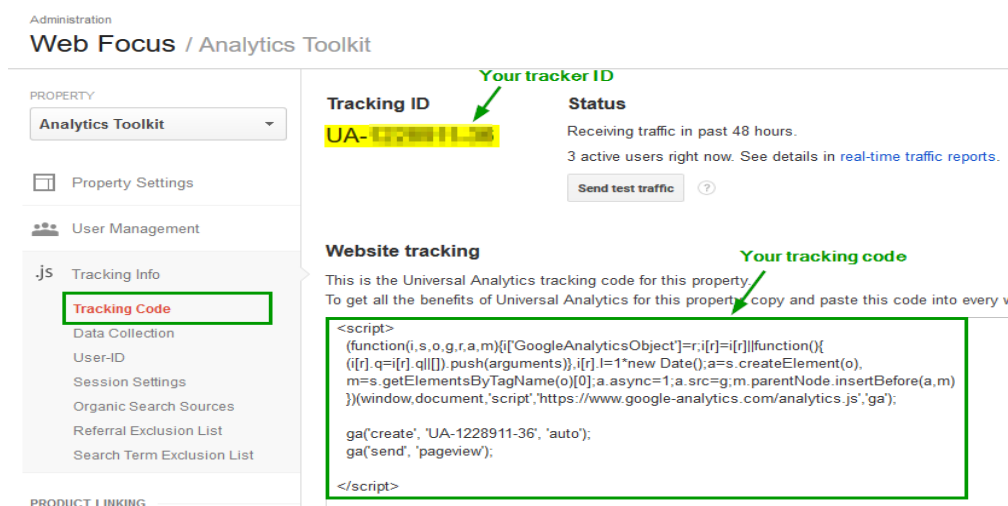 Administration
Web Focus / Analytics Toolkit
PROPERTY
Analytics Toolkit
Property Settings
User Management
.js Tracking Info
Tracking Code
Data Collection
User-ID
Session Settings
Organic Search Sources
Referral Exclusion List
Search Term Exclusion List
PRODUCT LINKING
Your tracker ID
Tracking ID
UA-
Status
Receiving traffic in past 48 hours.
3 active users right now. See details in real-time traffic reports.
Send test traffic ?
Website tracking
Your tracking code
This is the Universal Analytics tracking code for this property.
To get all the benefits of Universal Analytics for this property, copy and paste this code into every
<script>
(function(i,s,o,g,r,a,m){i['GoogleAnalyticsObject']=r;i[r]=i[r]||function(){
(i[r].q=i[r].q||[]).push(arguments)},i[r].l=1*new Date();a=s.createElement(o),
m=s.getElementsByTagName(o)[0];a.async=1;a.src=g;m.parentNode.insertBefore(a,m)
})(window,document,'script','https://www.google-analytics.com/analytics.js','ga');
ga('create', 'UA-1228911-36', 'auto');
ga('send', 'pageview');
</script>